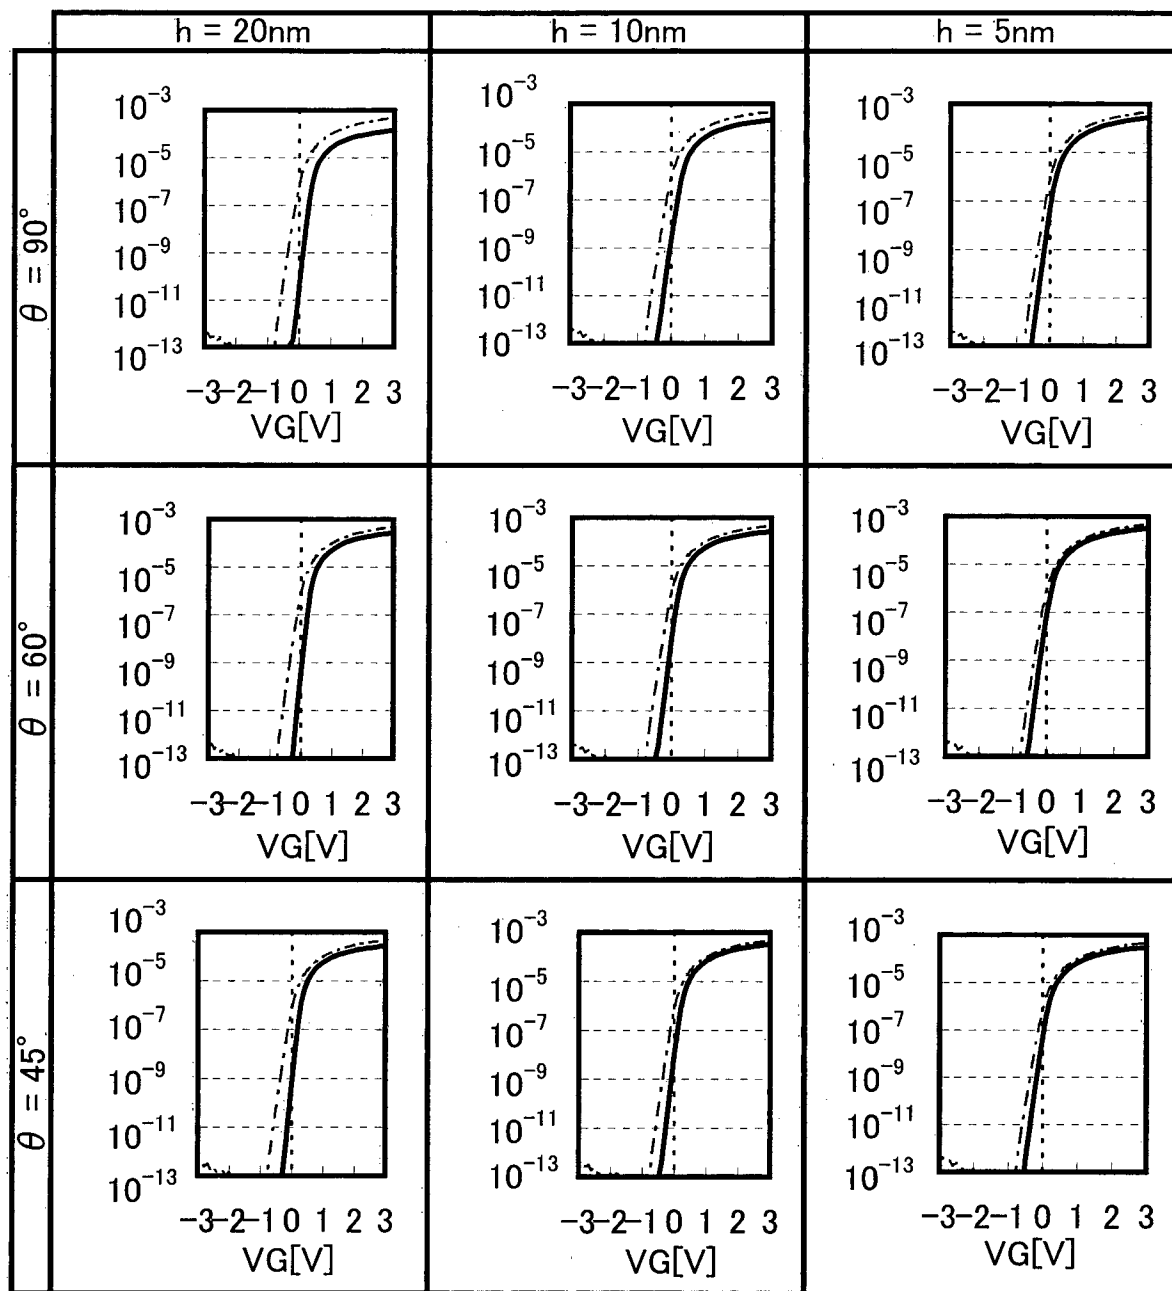 h = 20nm h = 10nm h = 5nm
θ = 90°
10⁻³ 10⁻³ 10⁻³
10⁻⁵ 10⁻⁵ 10⁻⁵
10⁻⁷ 10⁻⁷ 10⁻⁷
10⁻⁹ 10⁻⁹ 10⁻⁹
10⁻¹¹ 10⁻¹¹ 10⁻¹¹
10⁻¹³ 10⁻¹³ 10⁻¹³
-3-2-1 0 1 2 3 -3-2-1 0 1 2 3 -3-2-1 0 1 2 3
VG[V] VG[V] VG[V]
θ = 60°
10⁻³ 10⁻³ 10⁻³
10⁻⁵ 10⁻⁵ 10⁻⁵
10⁻⁷ 10⁻⁷ 10⁻⁷
10⁻⁹ 10⁻⁹ 10⁻⁹
10⁻¹¹ 10⁻¹¹ 10⁻¹¹
10⁻¹³ 10⁻¹³ 10⁻¹³
-3-2-1 0 1 2 3 -3-2-1 0 1 2 3 -3-2-1 0 1 2 3
VG[V] VG[V] VG[V]
θ = 45°
10⁻³ 10⁻³ 10⁻³
10⁻⁵ 10⁻⁵ 10⁻⁵
10⁻⁷ 10⁻⁷ 10⁻⁷
10⁻⁹ 10⁻⁹ 10⁻⁹
10⁻¹¹ 10⁻¹¹ 10⁻¹¹
10⁻¹³ 10⁻¹³ 10⁻¹³
-3-2-1 0 1 2 3 -3-2-1 0 1 2 3 -3-2-1 0 1 2 3
VG[V] VG[V] VG[V]